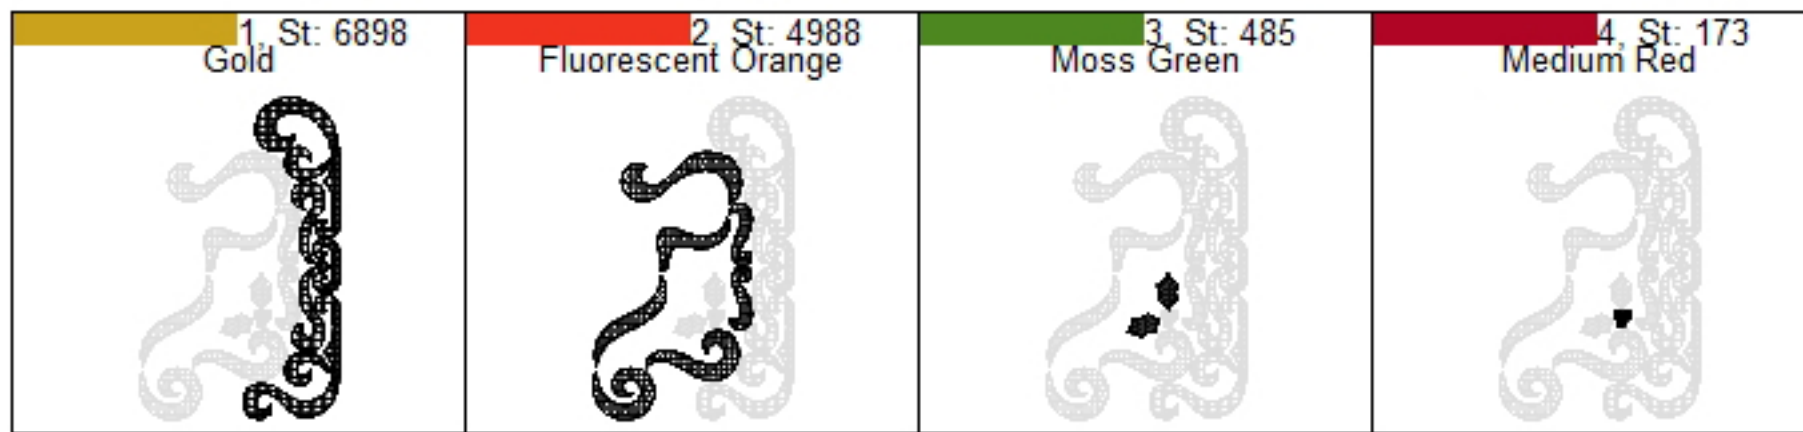 1, St: 6898
Gold
2, St: 4988
Fluorescent Orange
3, St: 485
Moss Green
4, St: 173
Medium Red